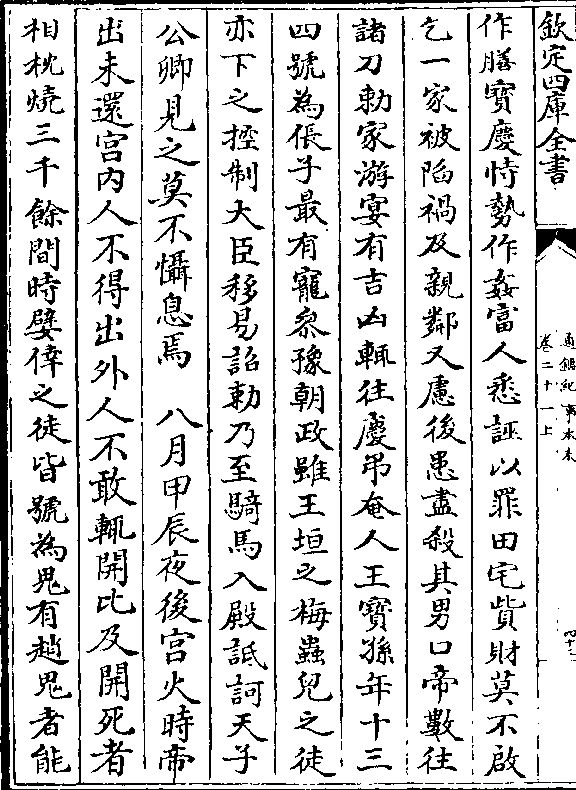 欽定四庫全書
通鑑紀事本末
卷二十一上
作膳寶慶恃勢作姦富人悉誣以罪田宅貲財莫不啟
乞一家被陷禍及親鄰又慮後患盡殺其男口帝數往
諸刀勅家游宴有吉凶輒往慶弔奄人王寶孫年十三
四號為倀子最有寵叅豫朝政雖王垣之梅蟲兒之徒
亦下之控制大臣移易詔勅乃至騎馬入殿詆訶天子
公卿見之莫不懾息焉　八月甲辰夜後宮火時帝
出未還宮内人不得出外人不敢輒開比及開死者
相枕燒三千餘間時嬖倖之徒皆號為鬼有趙鬼者能